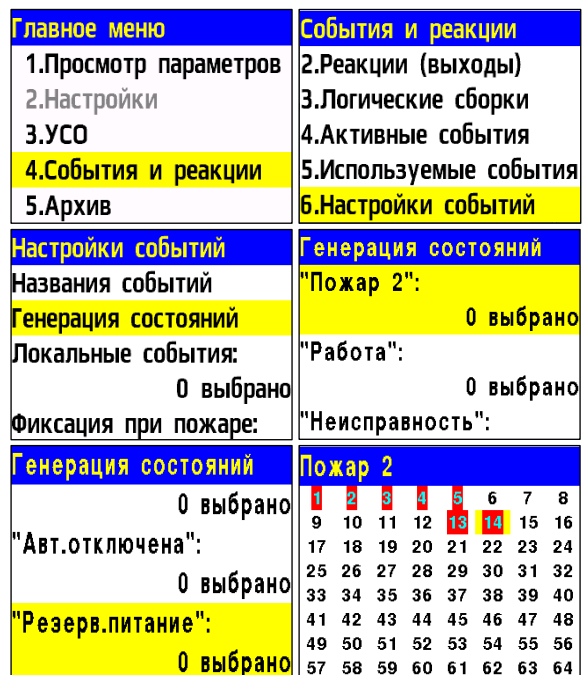 Главное меню
1.Просмотр параметров
2.Настройки
3.УСО
4.События и реакции
5.Архив
События и реакции
2.Реакции (выходы)
3.Логические сборки
4.Активные события
5.Используемые события
6.Настройки событий
Настройки событий
Названия событий
Генерация состояний
Локальные события:
0 выбрано
Фиксация при пожаре:
Генерация состояний
"Пожар 2":
0 выбрано
"Работа":
0 выбрано
"Неисправность":
Генерация состояний
0 выбрано
"Авт.отключена":
0 выбрано
"Резерв.питание":
0 выбрано
Пожар 2
1 2 3 4 5 6 7 8
9 10 11 12 13 14 15 16
17 18 19 20 21 22 23 24
25 26 27 28 29 30 31 32
33 34 35 36 37 38 39 40
41 42 43 44 45 46 47 48
49 50 51 52 53 54 55 56
57 58 59 60 61 62 63 64